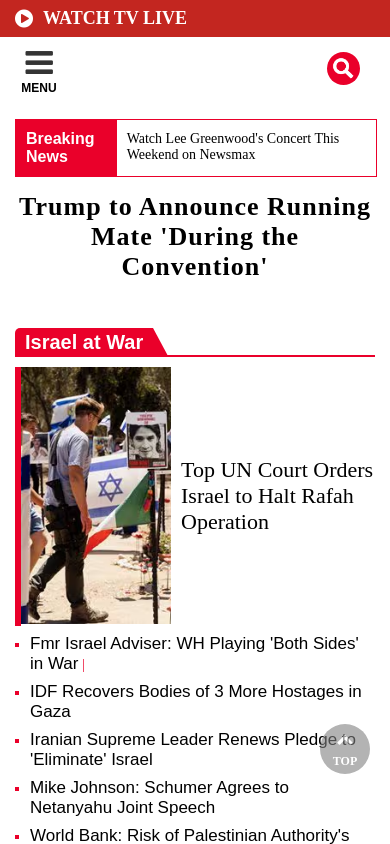 WATCH TV LIVE
MENU
Breaking
News
Watch Lee Greenwood's Concert This
Weekend on Newsmax
Trump to Announce Running
Mate 'During the
Convention'
Israel at War
Top UN Court Orders
Israel to Halt Rafah
Operation
Fmr Israel Adviser: WH Playing 'Both Sides'
in War |
IDF Recovers Bodies of 3 More Hostages in
Gaza
Iranian Supreme Leader Renews Pledge to
'Eliminate' Israel
TOP
Mike Johnson: Schumer Agrees to
Netanyahu Joint Speech
World Bank: Risk of Palestinian Authority's